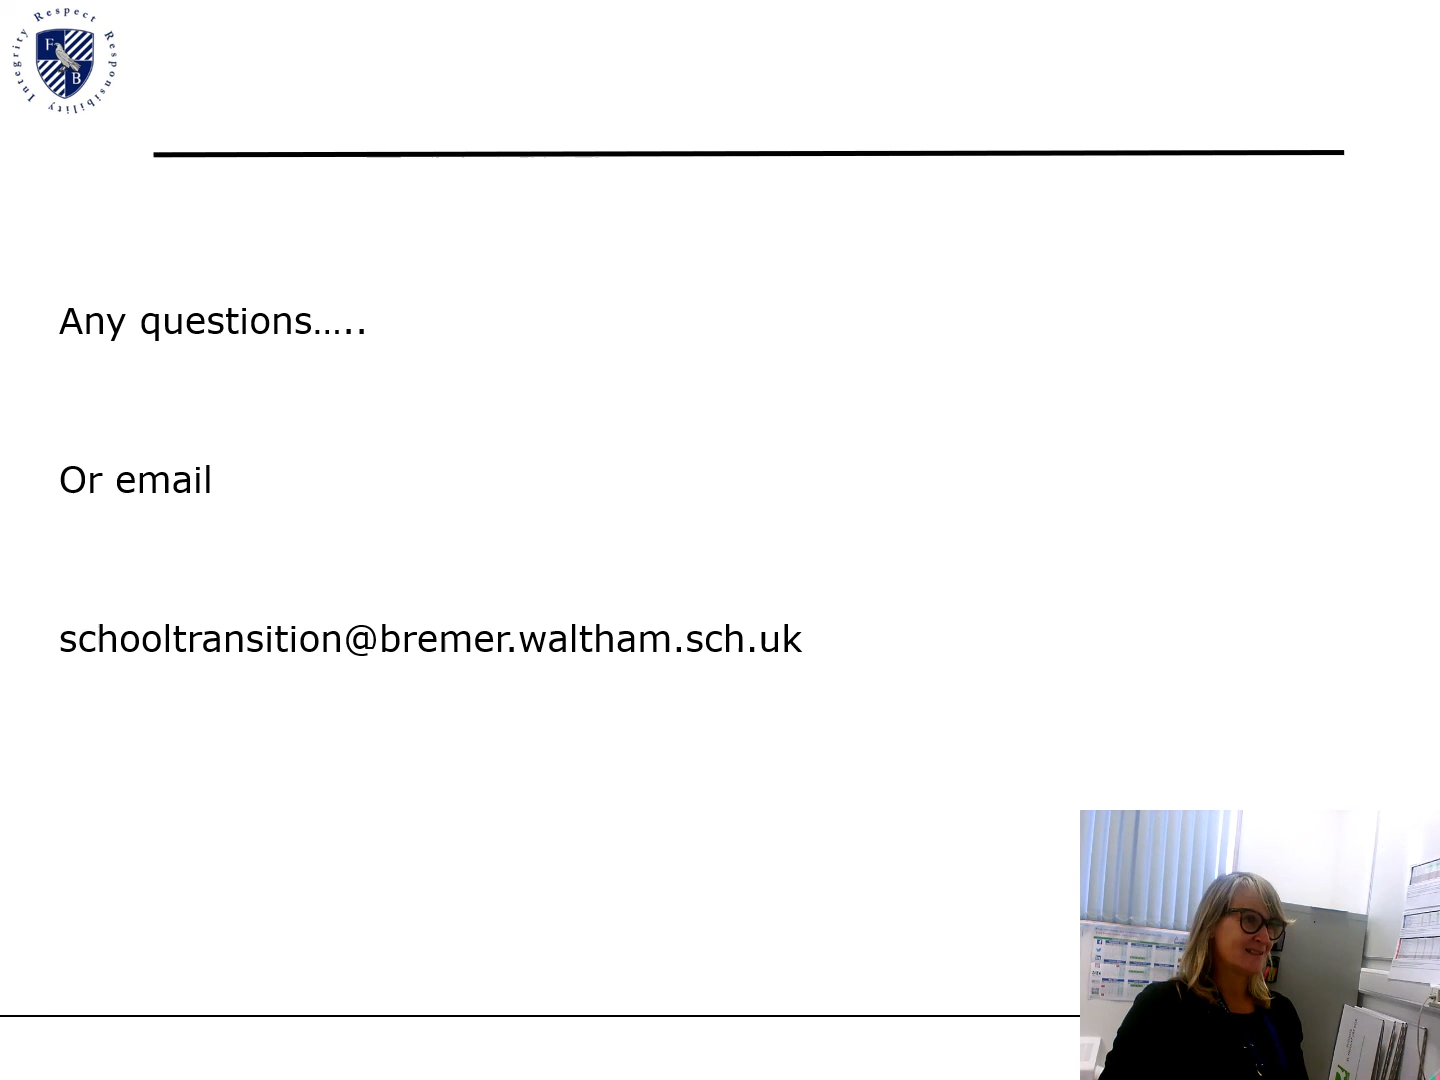 Integrity Respect Responsibility
F
B
Any questions…..
Or email
schooltransition@bremer.waltham.sch.uk